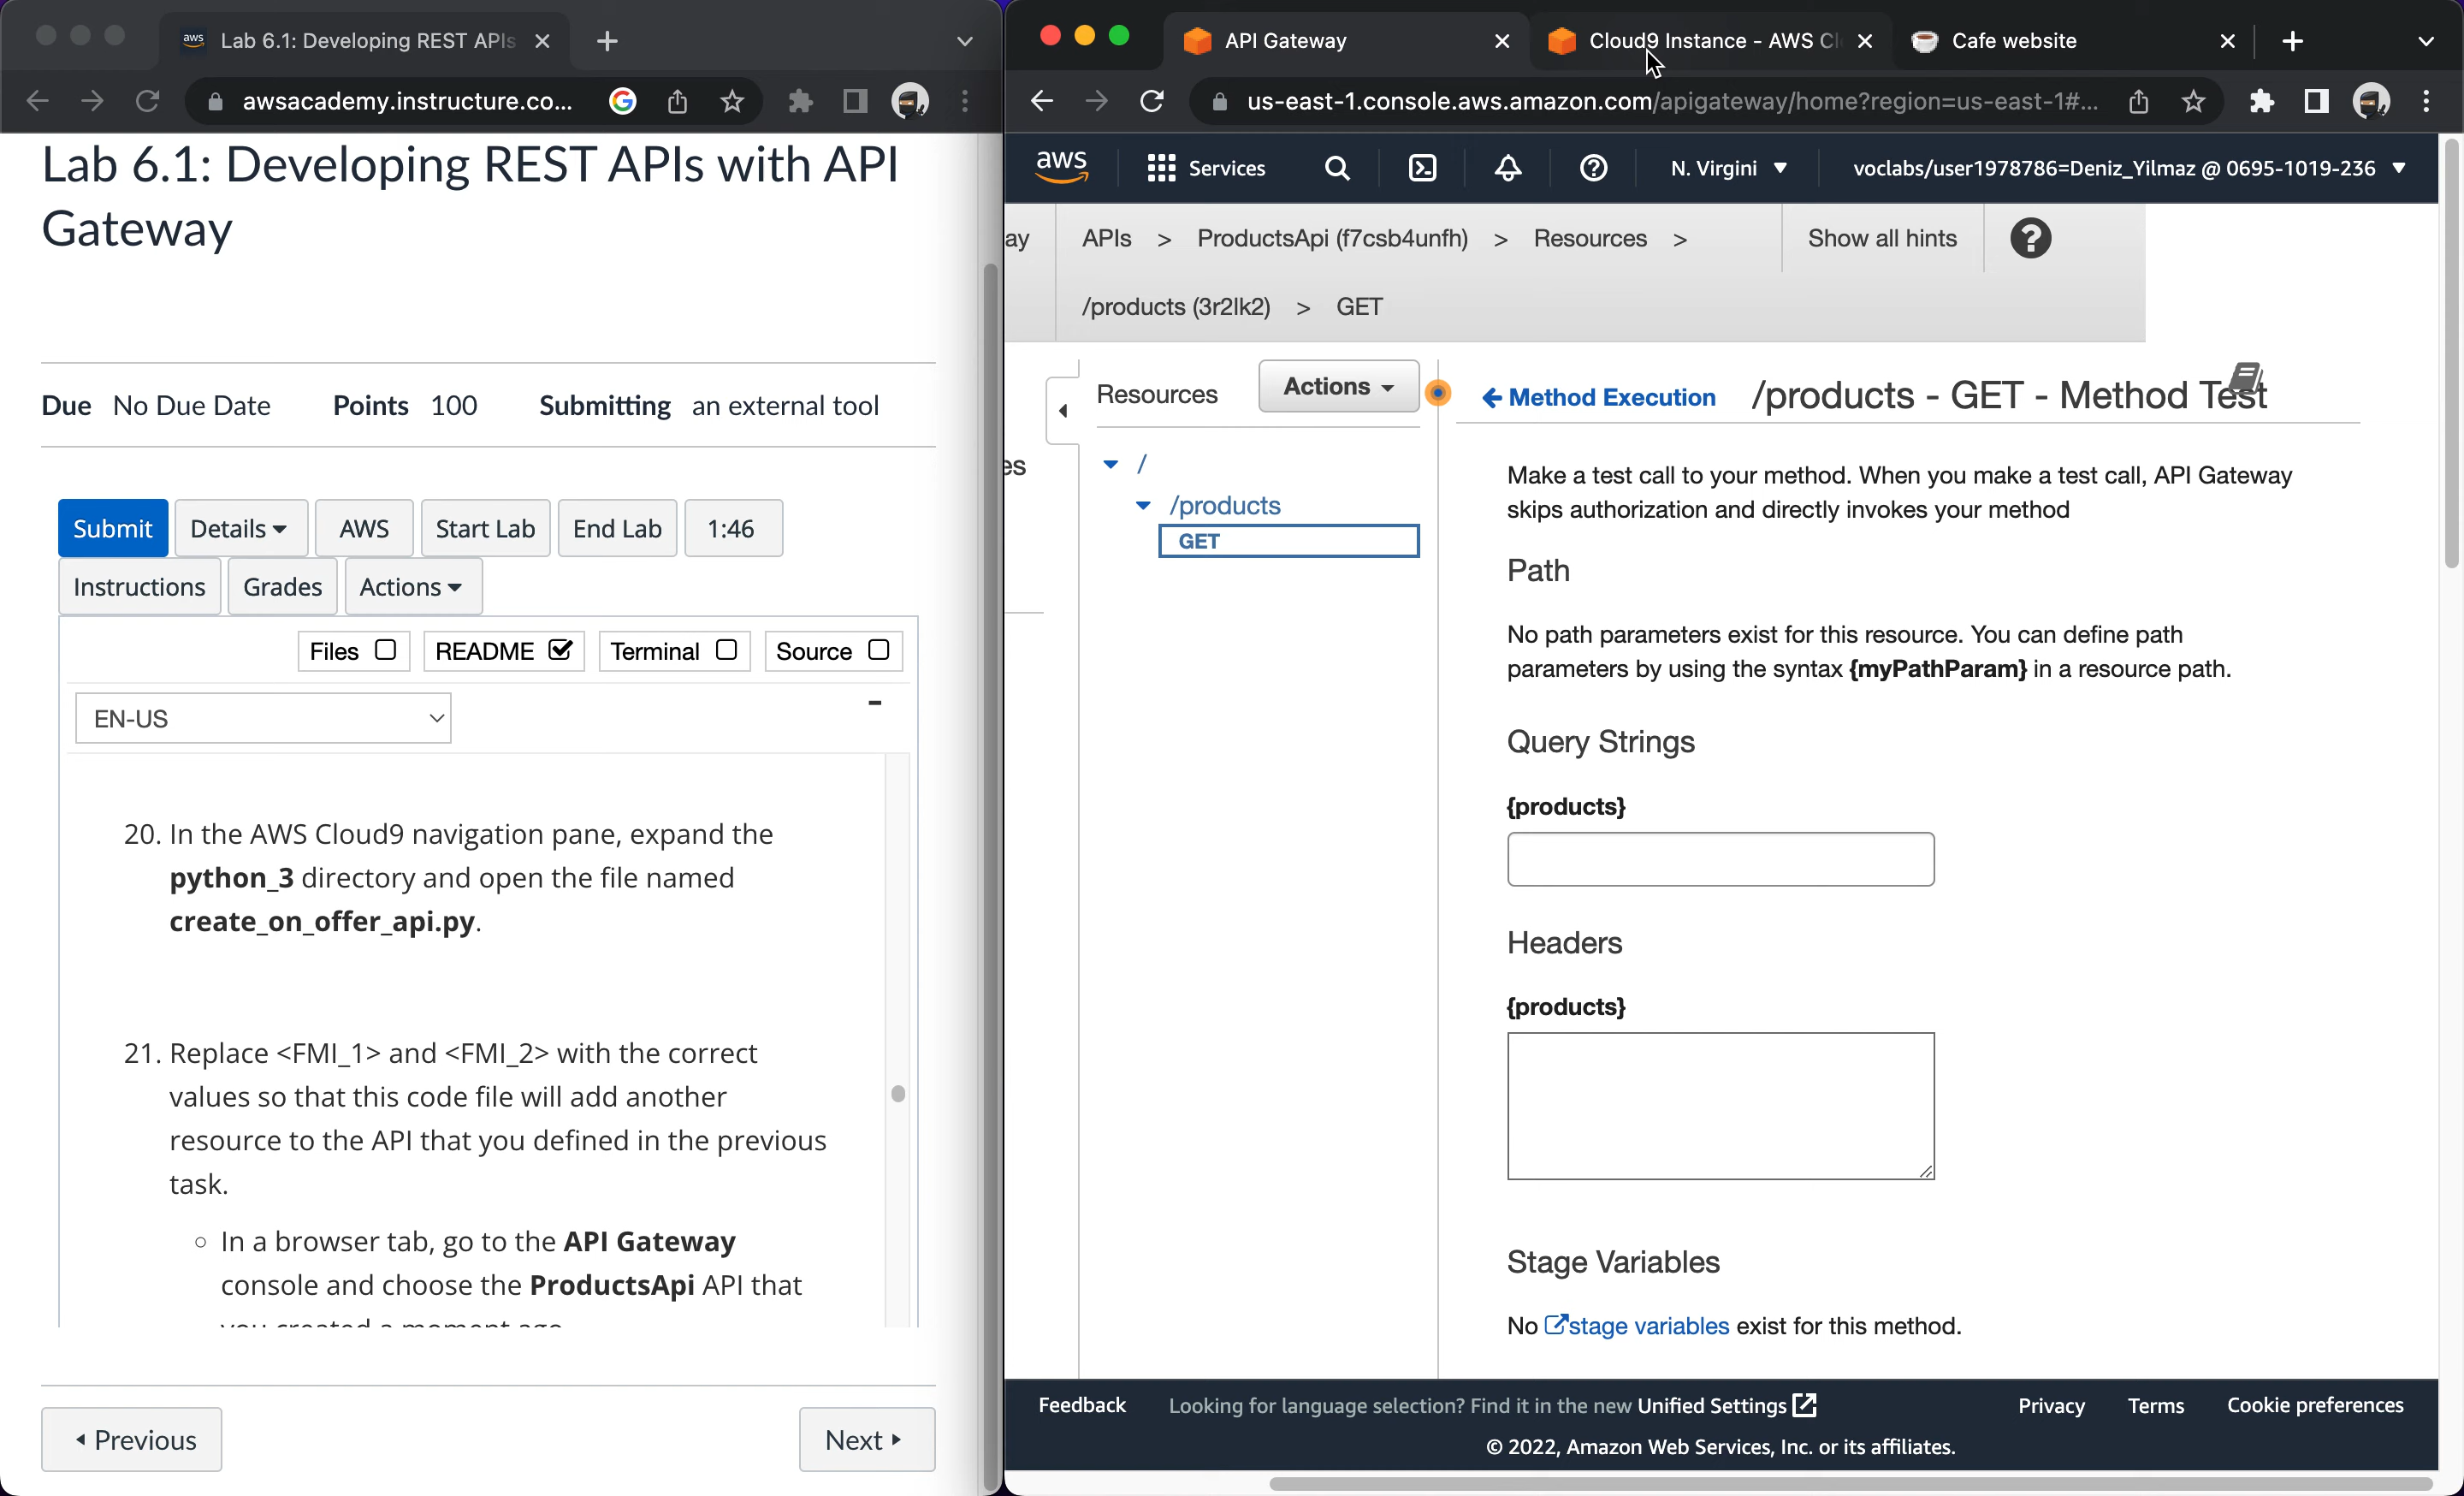 Lab 6.1: Developing REST APIs
awsacademy.instructure.co...
Lab 6.1: Developing REST APIs with API
Gateway
Due No Due Date Points 100 Submitting an external tool
Submit Details AWS Start Lab End Lab 1:46
Instructions Grades Actions
Files README Terminal Source
EN-US
20. In the AWS Cloud9 navigation pane, expand the
python_3 directory and open the file named
create_on_offer_api.py.
21. Replace <FMI_1> and <FMI_2> with the correct
values so that this code file will add another
resource to the API that you defined in the previous
task.
In a browser tab, go to the API Gateway
console and choose the ProductsApi API that
you created a moment ago
Previous
Next
API Gateway
Cloud9 Instance - AWS Cl
Cafe website
us-east-1.console.aws.amazon.com/apigateway/home?region=us-east-1#...
aws Services N. Virgini voclabs/user1978786=Deniz_Yilmaz @ 0695-1019-236
ay APIs > ProductsApi (f7csb4unfh) > Resources > Show all hints
/products (3r2lk2) > GET
es
Resources Actions
/
/products
GET
Method Execution /products - GET - Method Test
Make a test call to your method. When you make a test call, API Gateway
skips authorization and directly invokes your method
Path
No path parameters exist for this resource. You can define path
parameters by using the syntax {myPathParam} in a resource path.
Query Strings
{products}
Headers
{products}
Stage Variables
No stage variables exist for this method.
Feedback Looking for language selection? Find it in the new Unified Settings Privacy Terms Cookie preferences
© 2022, Amazon Web Services, Inc. or its affiliates.